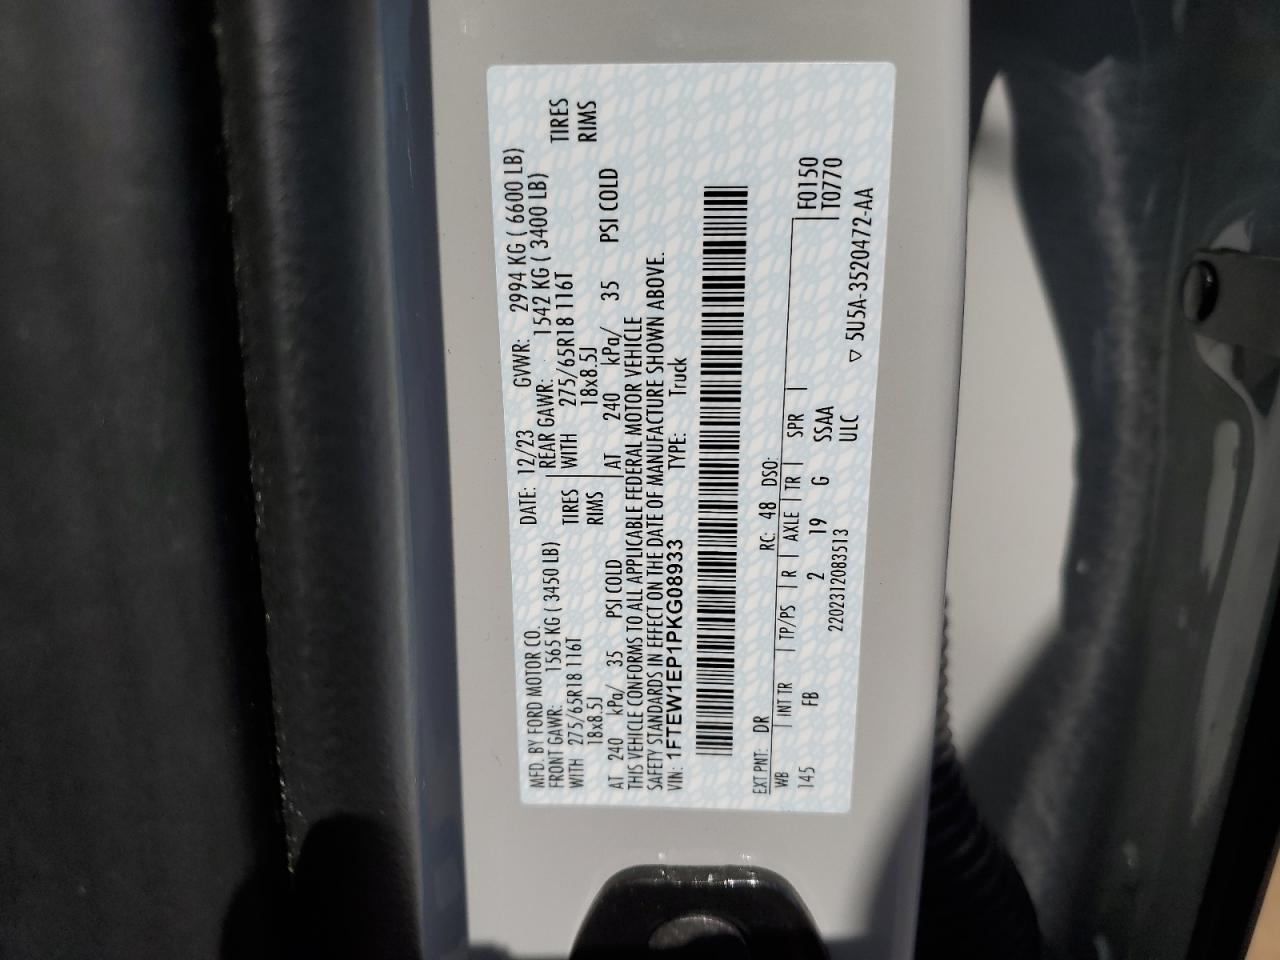 MFD. BY FORD MOTOR CO. DATE: 12/23 GVWR: 2994 KG ( 6600 LB)
FRONT GAWR: 1565 KG ( 3450 LB) REAR GAWR: 1542 KG ( 3400 LB)
WITH 275/65R18 116T TIRES WITH 275/65R18 116T TIRES
18x8.5J RIMS 18x8.5J RIMS
AT 240 kPa/ 35 PSI COLD AT 240 kPa/ 35 PSI COLD
THIS VEHICLE CONFORMS TO ALL APPLICABLE FEDERAL MOTOR VEHICLE
SAFETY STANDARDS IN EFFECT ON THE DATE OF MANUFACTURE SHOWN ABOVE.
VIN: 1FTEW1EP1PKG08933 TYPE: Truck
EXT PNT: DR RC: 48 DSO:
WB INT TR TP/PS R AXLE TR SPR F0150
145 FB 2 19 G SSAA T0770
2202312083513 ULC
▽ 5U5A-3520472-AA